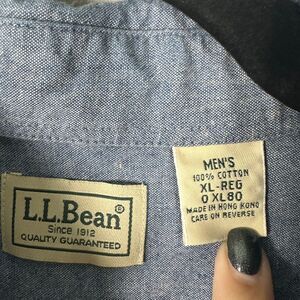 L.L.Bean®
Since 1912
QUALITY GUARANTEED
MEN'S
100% COTTON
XL-REG
0 XL80
MADE IN HONG KONG
CARE ON REVERSE